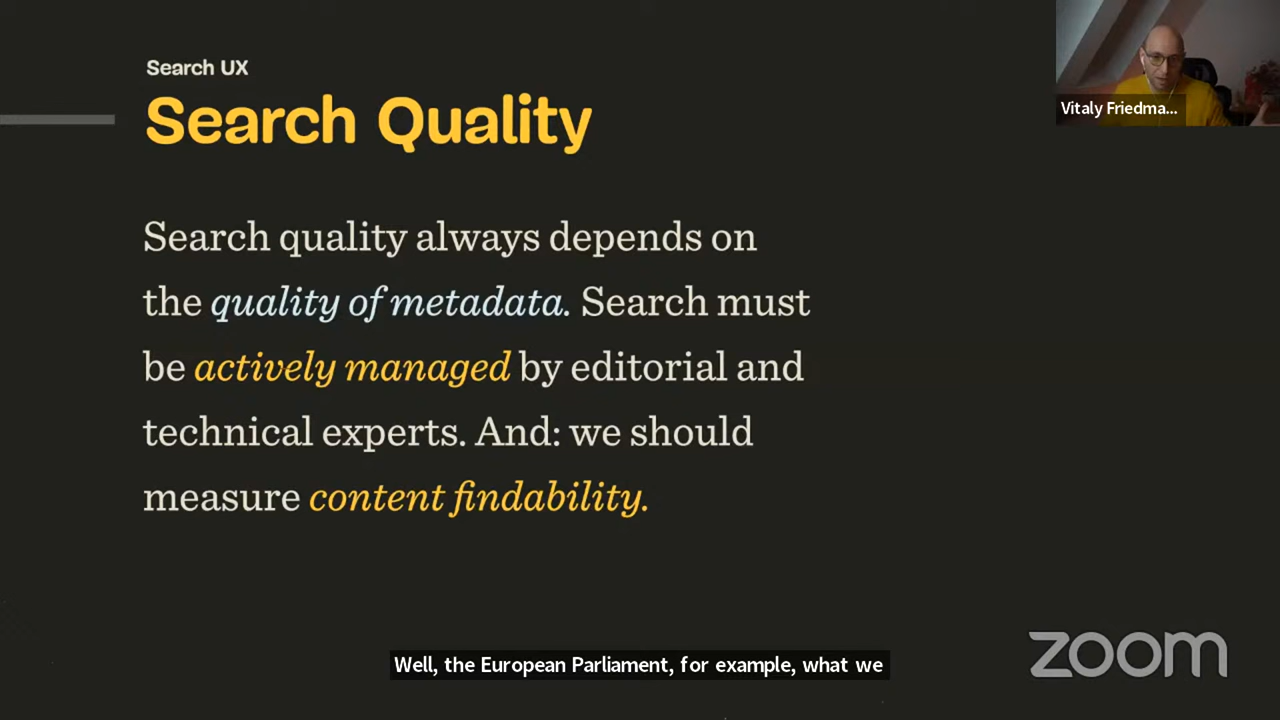 Search UX
Search Quality
Vitaly Friedma...
Search quality always depends on
the quality of metadata. Search must
be actively managed by editorial and
technical experts. And: we should
measure content findability.
Well, the European Parliament, for example, what we
zoom